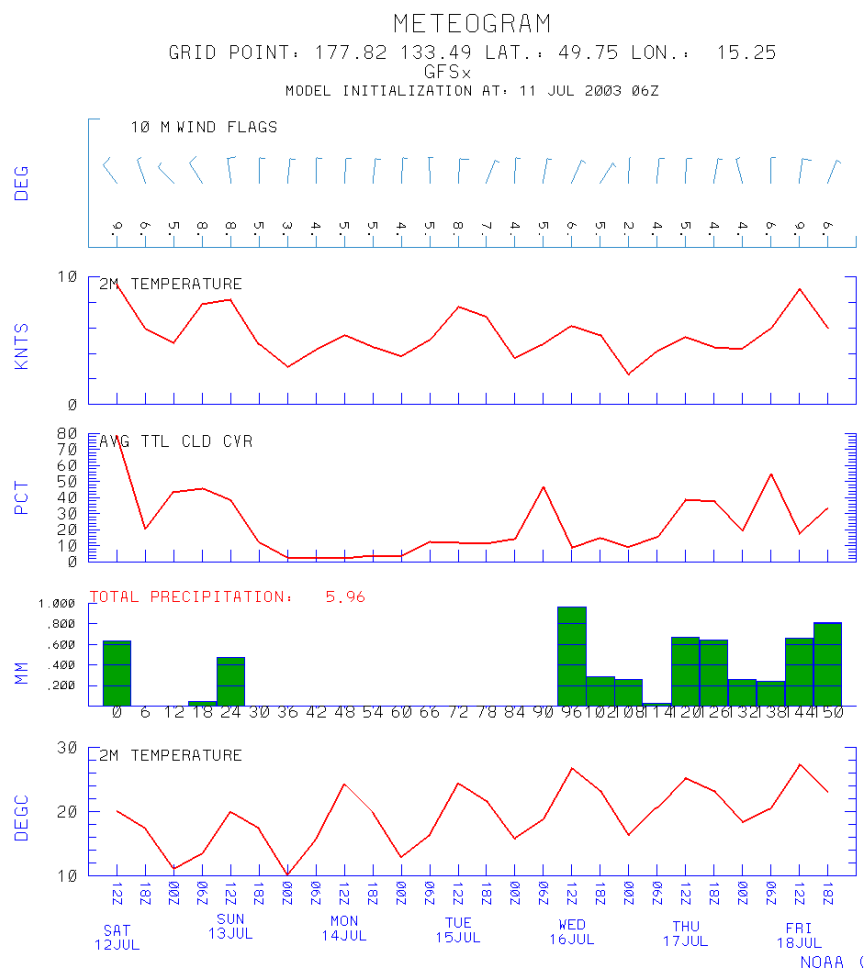 METEOGRAM
GRID POINT: 177.82 133.49 LAT.: 49.75 LON.: 15.25
GFSx
MODEL INITIALIZATION AT: 11 JUL 2003 06Z
10 M WIND FLAGS
DEG
9. 6. 5. 8. 8. 5. 3. 4. 5. 5. 4. 5. 8. 7. 4. 5. 6. 5. 2. 4. 5. 4. 4. 6. 9. 6.
10
2M TEMPERATURE
KNTS
0
80
AVG TTL CLD CVR
70
60
50
PCT
40
30
20
10
0
TOTAL PRECIPITATION: 5.96
1.000
.800
.600
MM
.400
.200
0 6 12 18 24 30 36 42 48 54 60 66 72 78 84 90 96 102 108 114 120 126 132 138 144 150
30
2M TEMPERATURE
DEGC
20
10
12Z 18Z 00Z 06Z 12Z 18Z 00Z 06Z 12Z 18Z 00Z 06Z 12Z 18Z 00Z 06Z 12Z 18Z 00Z 06Z 12Z 18Z 00Z 06Z 12Z 18Z
SAT SUN MON TUE WED THU FRI
12JUL 13JUL 14JUL 15JUL 16JUL 17JUL 18JUL
NOAA (